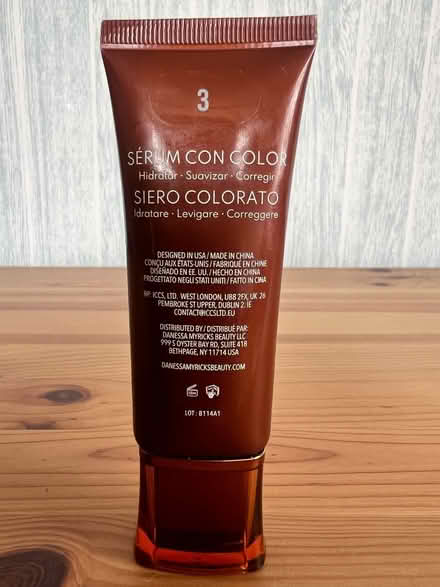 3
SÉRUM CON COLOR
Hidratar · Suavizar · Corregir
SIERO COLORATO
Idratare · Levigare · Correggere
DESIGNED IN USA / MADE IN CHINA
CONÇU AUX ÉTATS-UNIS / FABRIQUÉ EN CHINE
DISEÑADO EN EE. UU. / HECHO EN CHINA
PROGETTATO NEGLI STATI UNITI / FATTO IN CINA
RP: ICCS, LTD. WEST LONDON, UB8 2FX, UK 26
PEMBROKE ST UPPER, DUBLIN 2. IE
CONTACT@ICCSLTD.EU
DISTRIBUTED BY / DISTRIBUÉ PAR:
DANESSA MYRICKS BEAUTY LLC
999 S OYSTER BAY RD, SUITE 418
BETHPAGE, NY 11714 USA
DANESSAMYRICKSBEAUTY.COM
LOT : B114A1